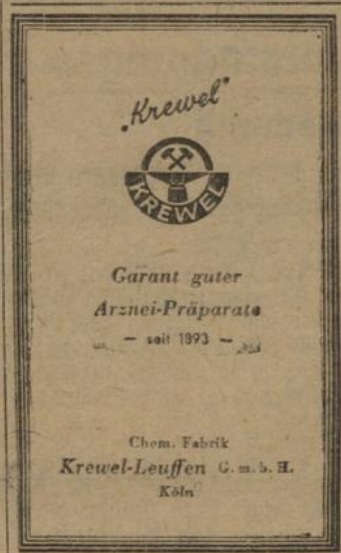 „Krewel"
KREWEL
Garant guter
Arznei-Präparate
— seit 1893 —
Chem. Fabrik
Krewel-Leuffen G. m. b. H.
Köln